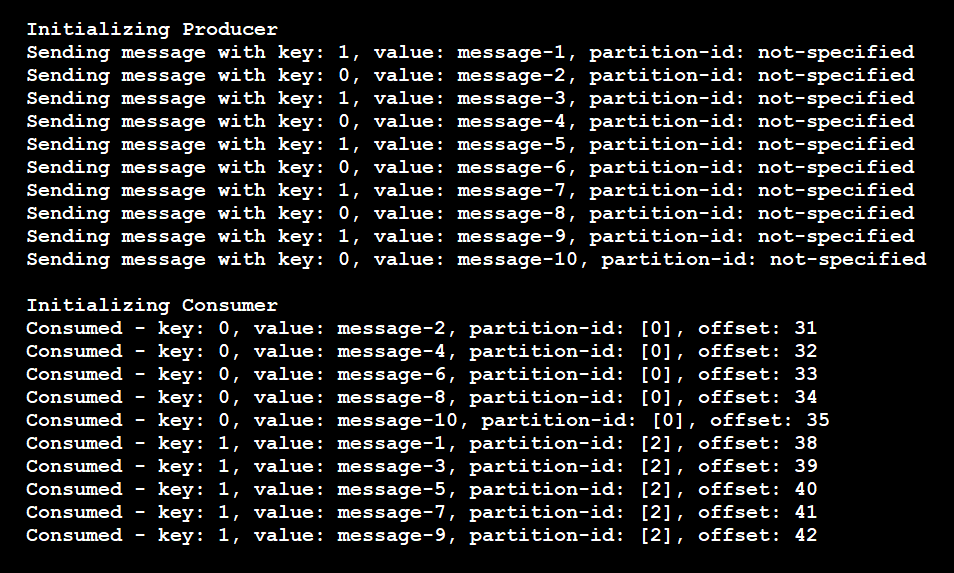 Initializing Producer
Sending message with key: 1, value: message-1, partition-id: not-specified
Sending message with key: 0, value: message-2, partition-id: not-specified
Sending message with key: 1, value: message-3, partition-id: not-specified
Sending message with key: 0, value: message-4, partition-id: not-specified
Sending message with key: 1, value: message-5, partition-id: not-specified
Sending message with key: 0, value: message-6, partition-id: not-specified
Sending message with key: 1, value: message-7, partition-id: not-specified
Sending message with key: 0, value: message-8, partition-id: not-specified
Sending message with key: 1, value: message-9, partition-id: not-specified
Sending message with key: 0, value: message-10, partition-id: not-specified
Initializing Consumer
Consumed - key: 0, value: message-2, partition-id: [0], offset: 31
Consumed - key: 0, value: message-4, partition-id: [0], offset: 32
Consumed - key: 0, value: message-6, partition-id: [0], offset: 33
Consumed - key: 0, value: message-8, partition-id: [0], offset: 34
Consumed - key: 0, value: message-10, partition-id: [0], offset: 35
Consumed - key: 1, value: message-1, partition-id: [2], offset: 38
Consumed - key: 1, value: message-3, partition-id: [2], offset: 39
Consumed - key: 1, value: message-5, partition-id: [2], offset: 40
Consumed - key: 1, value: message-7, partition-id: [2], offset: 41
Consumed - key: 1, value: message-9, partition-id: [2], offset: 42